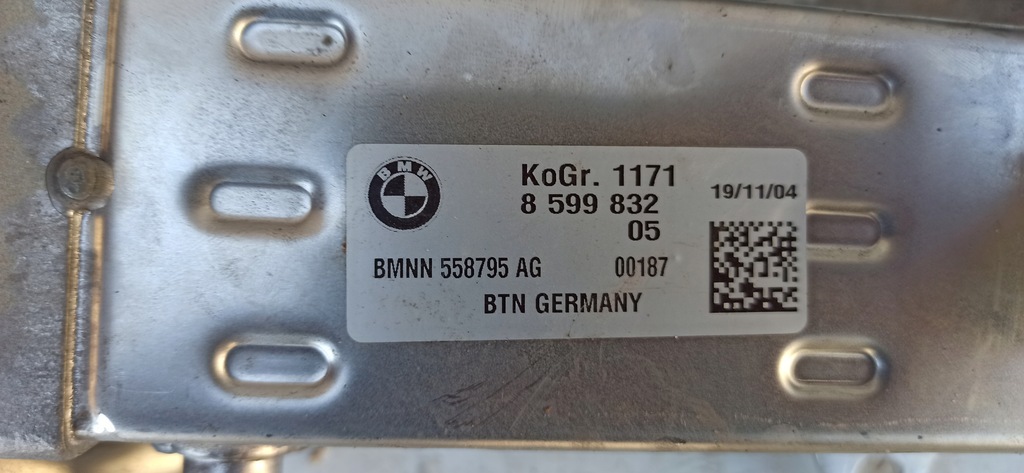 BMW
KoGr. 1171
19/11/04
8 599 832
05
BMNN 558795 AG 00187
BTN GERMANY